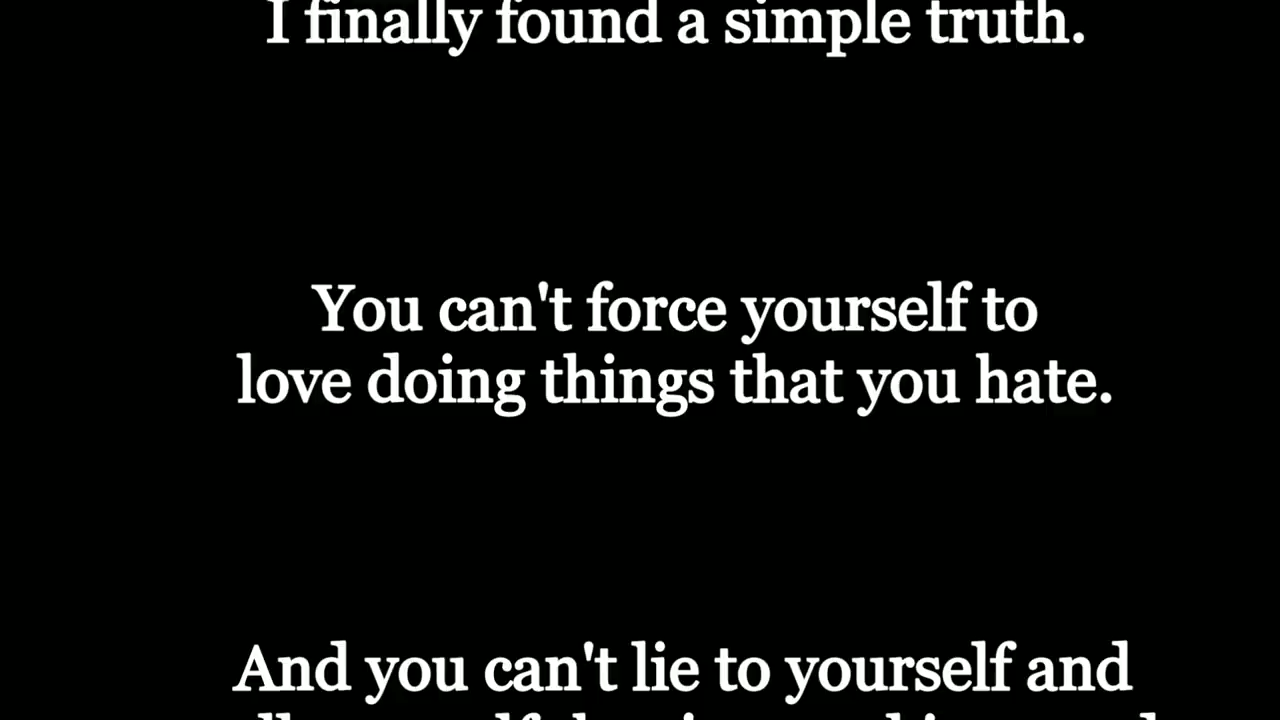 I finally found a simple truth.
You can't force yourself to
love doing things that you hate.
And you can't lie to yourself and